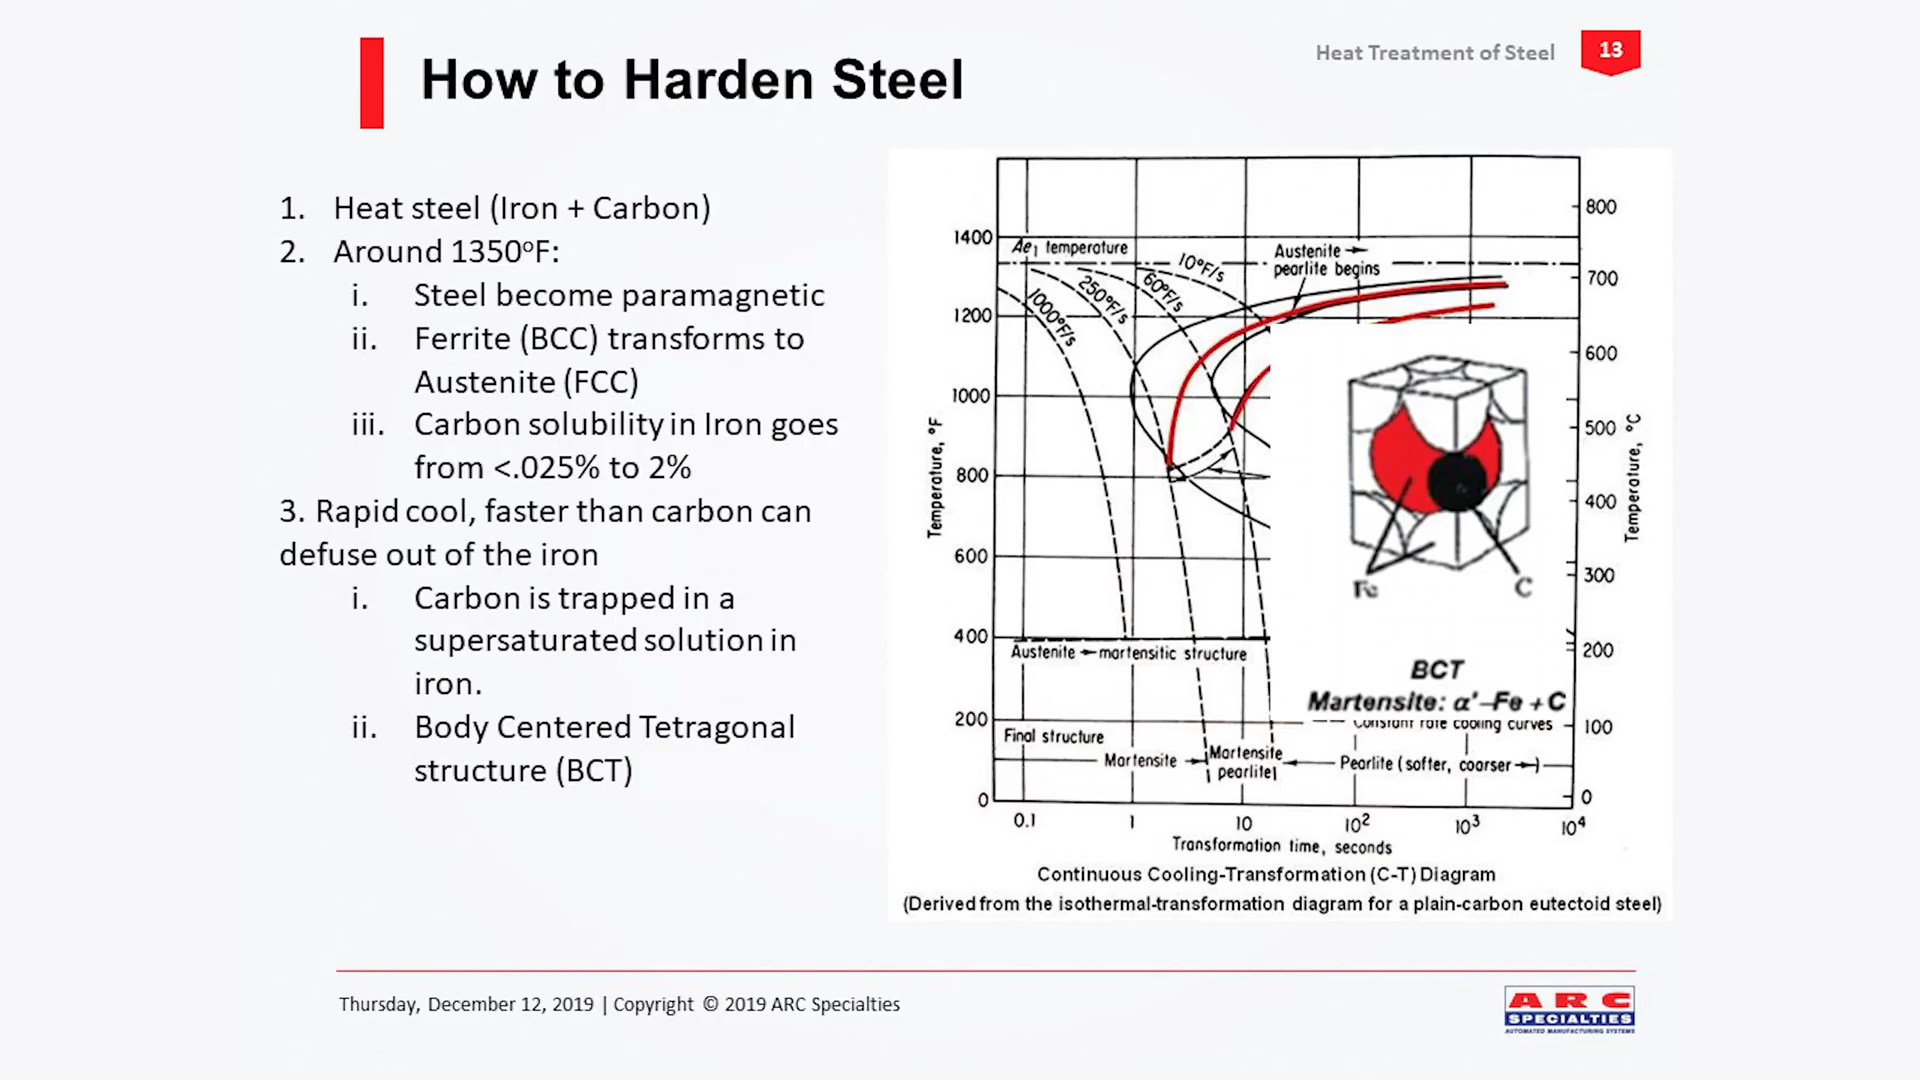 How to Harden Steel
Heat Treatment of Steel
13
1. Heat steel (Iron + Carbon)
2. Around 1350°F:
i. Steel become paramagnetic
ii. Ferrite (BCC) transforms to
Austenite (FCC)
iii. Carbon solubility in Iron goes
from <.025% to 2%
3. Rapid cool, faster than carbon can
defuse out of the iron
i. Carbon is trapped in a
supersaturated solution in
iron.
ii. Body Centered Tetragonal
structure (BCT)
1400
1200
1000
800
600
400
200
0
Temperature, °F
Ae₁ temperature
1000°F/s
250°F/s
60°F/s
10°F/s
Austenite →
pearlite begins
800
700
600
500
400
300
200
100
0
Temperature, °C
Fe
C
BCT
Martensite: α'–Fe + C
Constant rate cooling curves
Austenite → martensitic structure
Final structure
Martensite
Martensite
pearlite
Pearlite (softer, coarser →)
0.1
1
10
10²
10³
10⁴
Transformation time, seconds
Continuous Cooling-Transformation (C-T) Diagram
(Derived from the isothermal-transformation diagram for a plain-carbon eutectoid steel)
Thursday, December 12, 2019 | Copyright © 2019 ARC Specialties
ARC
SPECIALTIES
AUTOMATED MANUFACTURING SYSTEMS